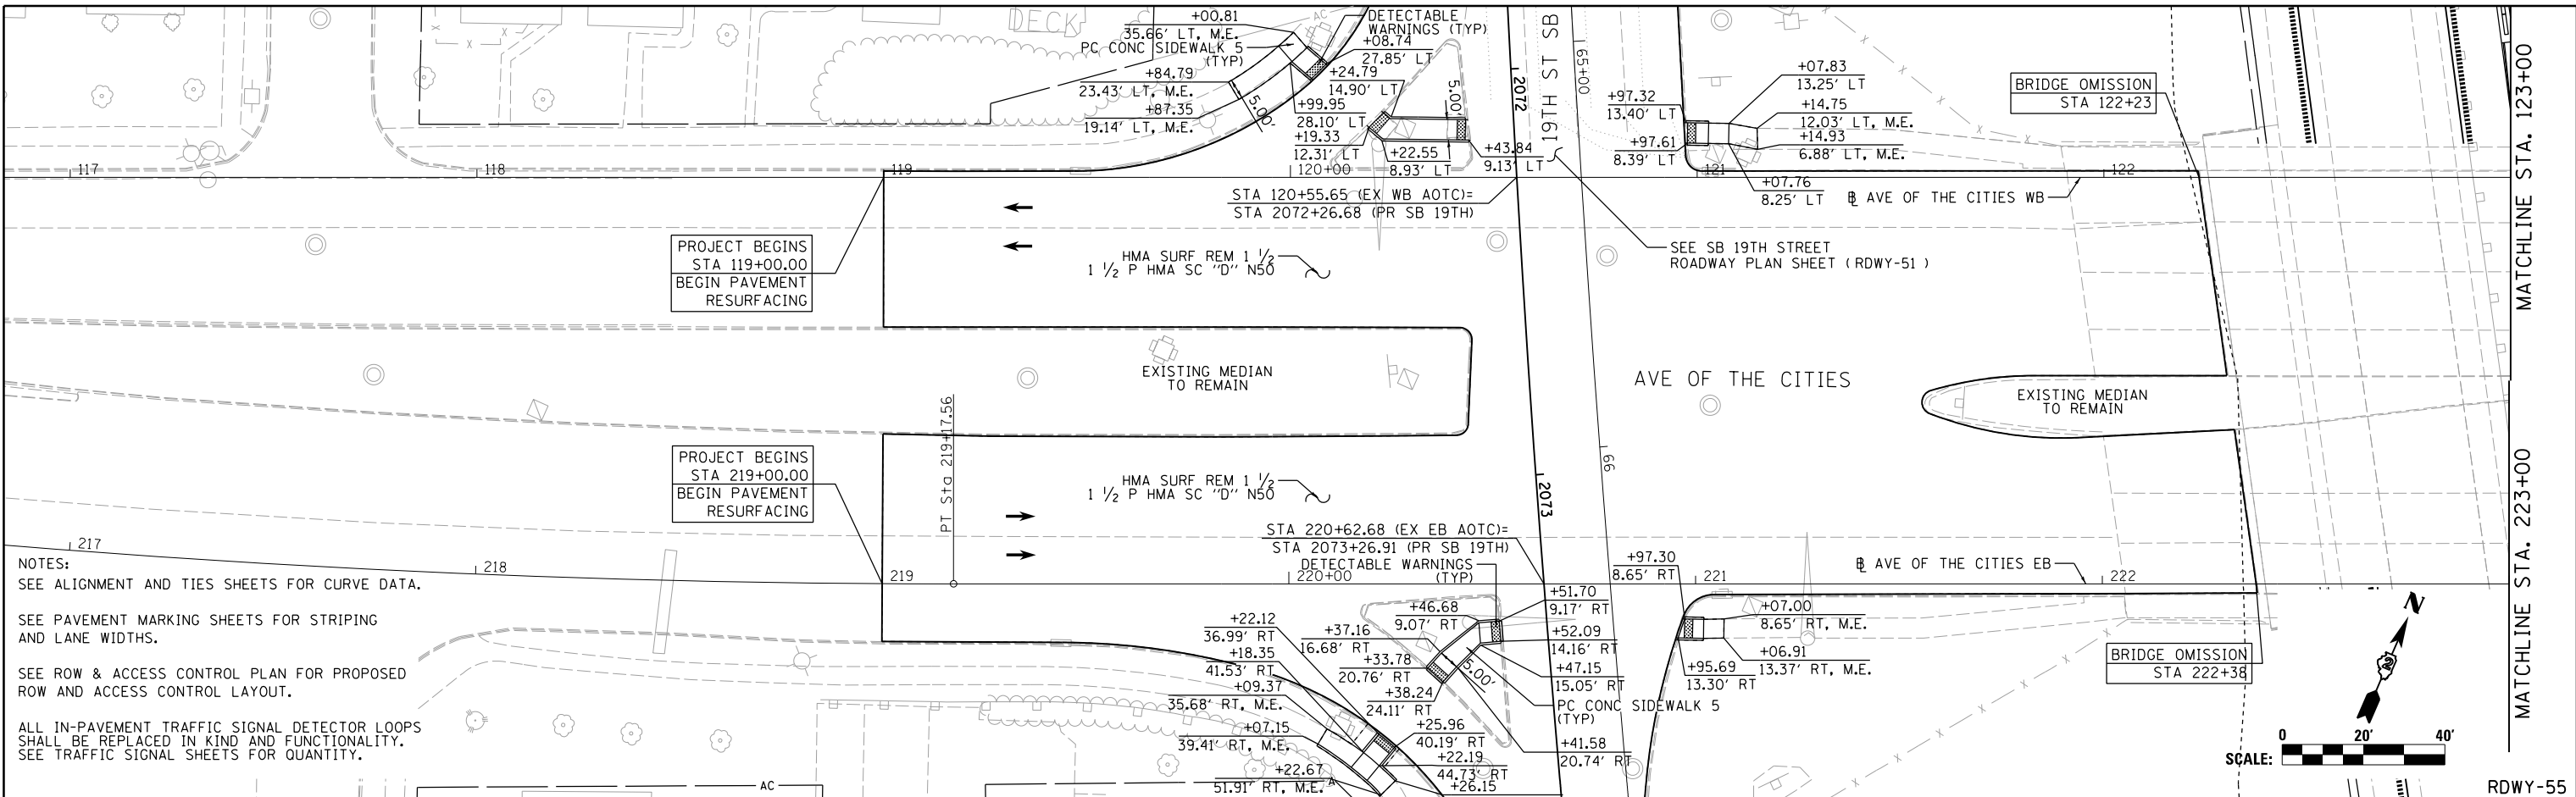 DECK
AC
+00.81
35.66' LT, M.E.
PC CONC SIDEWALK 5
(TYP)
DETECTABLE
WARNINGS (TYP)
+08.74
27.85' LT
+84.79
23.43' LT, M.E.
+87.35
19.14' LT, M.E.
5.00'
+24.79
14.90' LT
+99.95
28.10' LT
+19.33
12.31' LT
+22.55
8.93' LT
5.00'
+43.84
9.13' LT
2072
19TH ST SB
65+00
+97.32
13.40' LT
+97.61
8.39' LT
+07.83
13.25' LT
+14.75
12.03' LT, M.E.
+14.93
6.88' LT, M.E.
+07.76
8.25' LT
BRIDGE OMISSION
STA 122+23
MATCHLINE STA. 123+00
117
118
119
120+00
121
122
STA 120+55.65 (EX WB AOTC)=
STA 2072+26.68 (PR SB 19TH)
℄ AVE OF THE CITIES WB
PROJECT BEGINS
STA 119+00.00
BEGIN PAVEMENT
RESURFACING
HMA SURF REM 1 1/2
1 1/2 P HMA SC "D" N50
SEE SB 19TH STREET
ROADWAY PLAN SHEET (RDWY-51)
EXISTING MEDIAN
TO REMAIN
AVE OF THE CITIES
EXISTING MEDIAN
TO REMAIN
PT Sta 219+17.56
66
2073
PROJECT BEGINS
STA 219+00.00
BEGIN PAVEMENT
RESURFACING
HMA SURF REM 1 1/2
1 1/2 P HMA SC "D" N50
STA 220+62.68 (EX EB AOTC)=
STA 2073+26.91 (PR SB 19TH)
DETECTABLE WARNINGS
(TYP)
217
218
219
220+00
221
222
℄ AVE OF THE CITIES EB
MATCHLINE STA. 223+00
+97.30
8.65' RT
+07.00
8.65' RT, M.E.
+06.91
13.37' RT, M.E.
+95.69
13.30' RT
+51.70
9.17' RT
+52.09
14.16' RT
+47.15
15.05' RT
PC CONC SIDEWALK 5
(TYP)
+41.58
20.74' RT
+46.68
9.07' RT
+37.16
16.68' RT
+33.78
20.76' RT
+38.24
24.11' RT
5.00'
+22.12
36.99' RT
+18.35
41.53' RT
+09.37
35.68' RT, M.E.
+07.15
39.41' RT, M.E.
+25.96
40.19' RT
+22.19
44.73' RT
+22.67
51.91' RT, M.E.
+26.15
AC
BRIDGE OMISSION
STA 222+38
NOTES:
SEE ALIGNMENT AND TIES SHEETS FOR CURVE DATA.
SEE PAVEMENT MARKING SHEETS FOR STRIPING
AND LANE WIDTHS.
SEE ROW & ACCESS CONTROL PLAN FOR PROPOSED
ROW AND ACCESS CONTROL LAYOUT.
ALL IN-PAVEMENT TRAFFIC SIGNAL DETECTOR LOOPS
SHALL BE REPLACED IN KIND AND FUNCTIONALITY.
SEE TRAFFIC SIGNAL SHEETS FOR QUANTITY.
N
0 20' 40'
SCALE:
RDWY-55